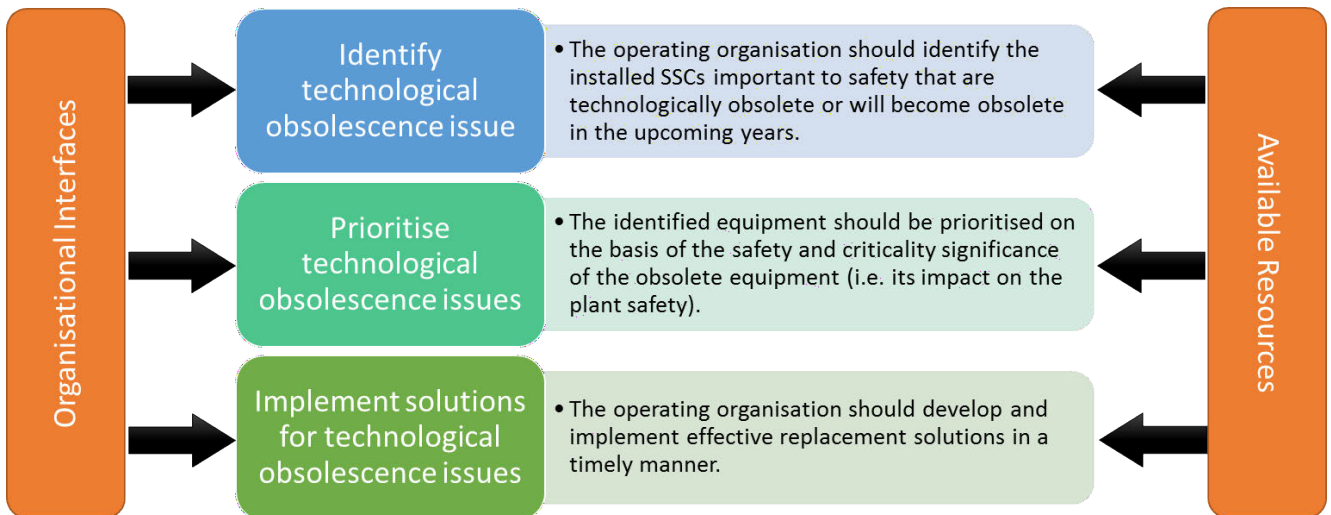 Organisational Interfaces
Identify
technological
obsolescence issue
• The operating organisation should identify the
installed SSCs important to safety that are
technologically obsolete or will become obsolete
in the upcoming years.
Prioritise
technological
obsolescence issues
• The identified equipment should be prioritised on
the basis of the safety and criticality significance
of the obsolete equipment (i.e. its impact on the
plant safety).
Implement solutions
for technological
obsolescence issues
• The operating organisation should develop and
implement effective replacement solutions in a
timely manner.
Available Resources